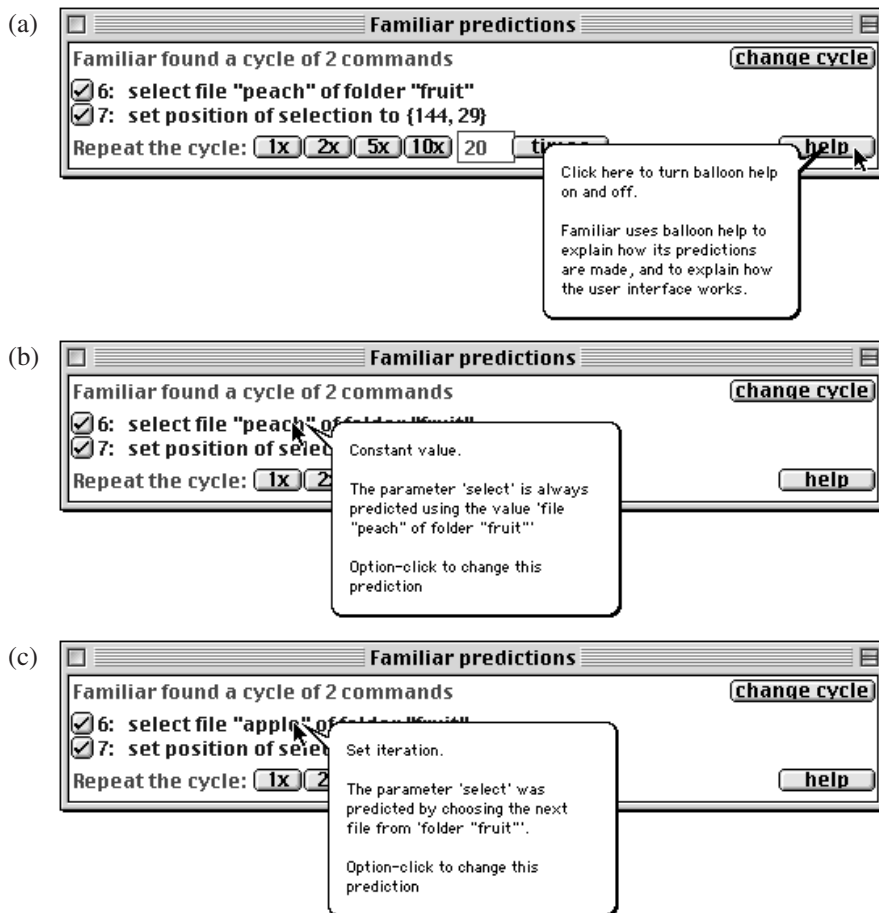 (a)
Familiar predictions
Familiar found a cycle of 2 commands
change cycle
6: select file "peach" of folder "fruit"
7: set position of selection to {144, 29}
Repeat the cycle: 1x 2x 5x 10x 20
help
Click here to turn balloon help
on and off.
Familiar uses balloon help to
explain how its predictions
are made, and to explain how
the user interface works.
(b)
Familiar predictions
Familiar found a cycle of 2 commands
change cycle
6: select file "peach" of folder "fruit"
7: set position of
Repeat the cycle: 1x
help
Constant value.
The parameter 'select' is always
predicted using the value 'file
"peach" of folder "fruit"'
Option-click to change this
prediction
(c)
Familiar predictions
Familiar found a cycle of 2 commands
change cycle
6: select file "apple" of folder "fruit"
7: set position of
Repeat the cycle: 1x
help
Set iteration.
The parameter 'select' was
predicted by choosing the next
file from 'folder "fruit"'.
Option-click to change this
prediction